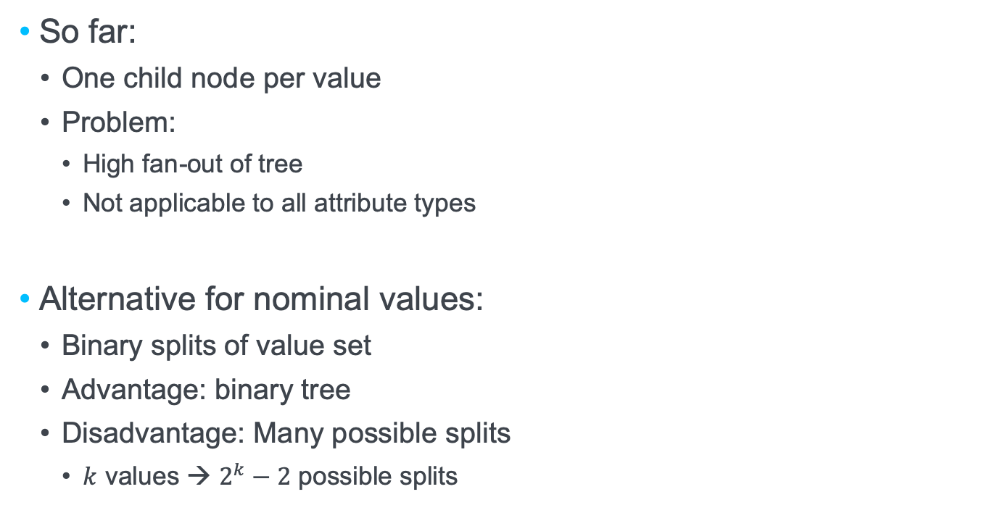 • So far:
• One child node per value
• Problem:
• High fan-out of tree
• Not applicable to all attribute types
• Alternative for nominal values:
• Binary splits of value set
• Advantage: binary tree
• Disadvantage: Many possible splits
• k values → 2^k − 2 possible splits